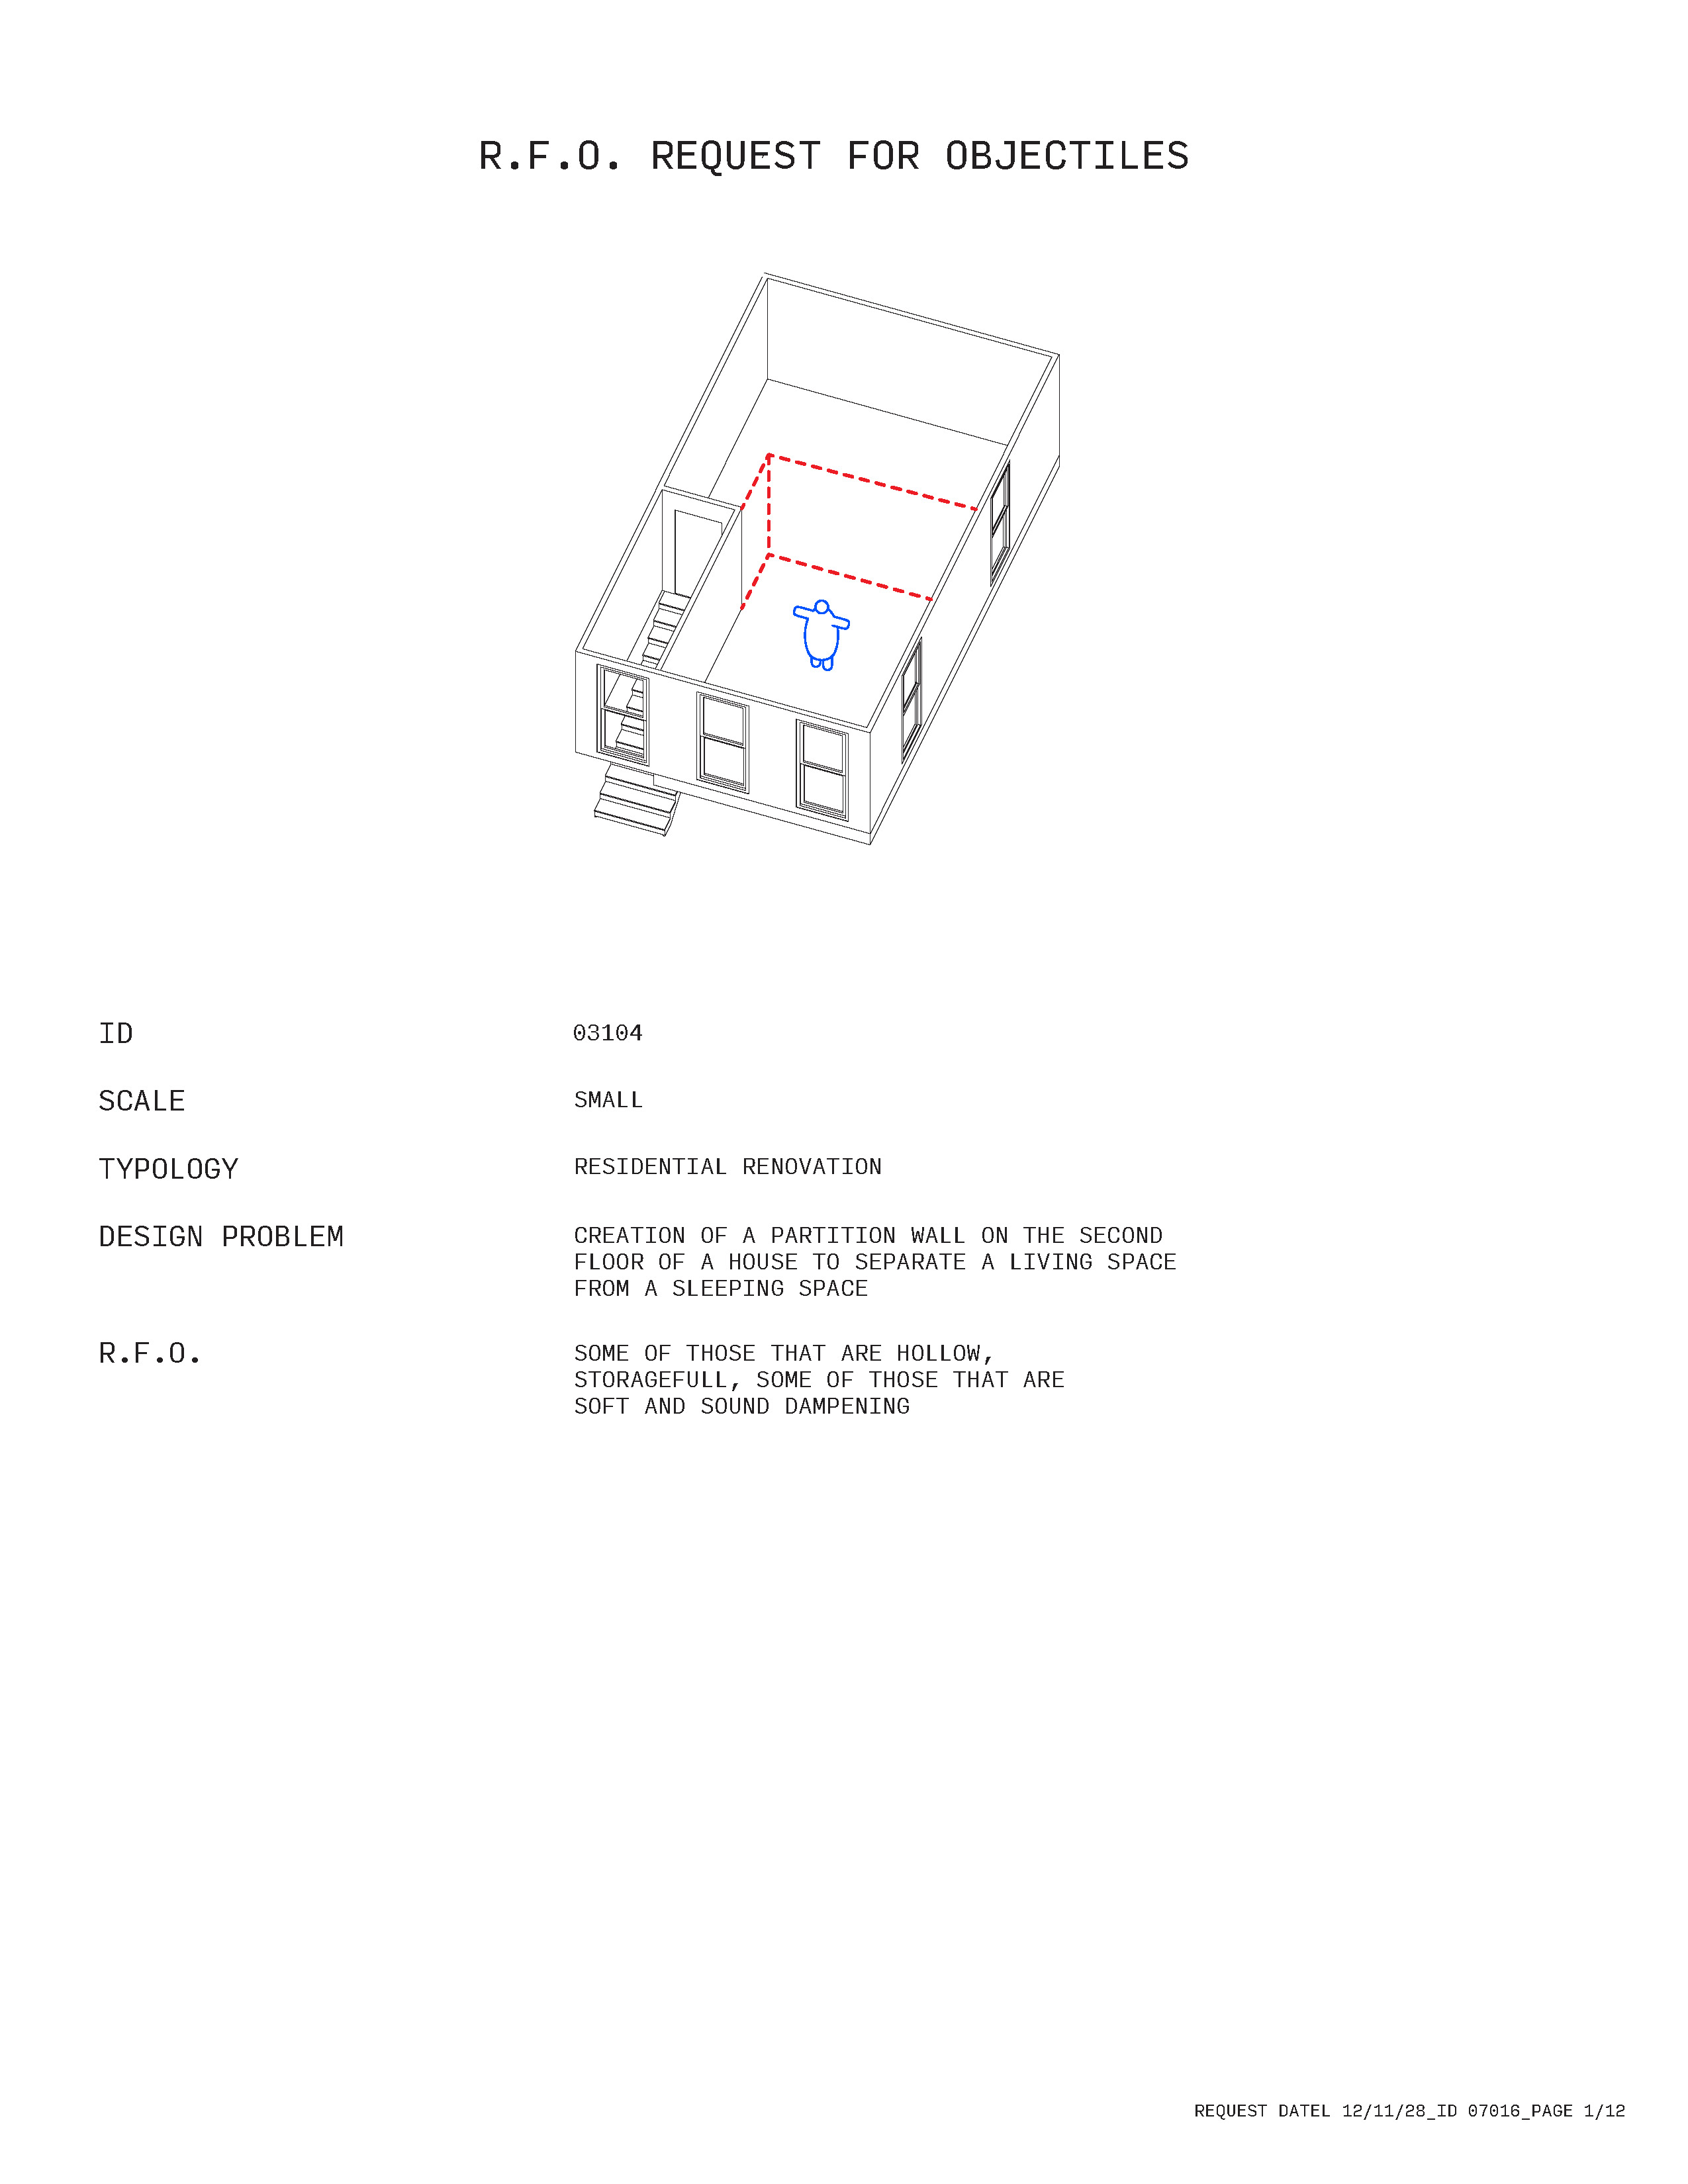 R.F.O. REQUEST FOR OBJECTILES
ID 03104
SCALE SMALL
TYPOLOGY RESIDENTIAL RENOVATION
DESIGN PROBLEM CREATION OF A PARTITION WALL ON THE SECOND
FLOOR OF A HOUSE TO SEPARATE A LIVING SPACE
FROM A SLEEPING SPACE
R.F.O. SOME OF THOSE THAT ARE HOLLOW,
STORAGEFULL, SOME OF THOSE THAT ARE
SOFT AND SOUND DAMPENING
REQUEST DATEL 12/11/28_ID 07016_PAGE 1/12